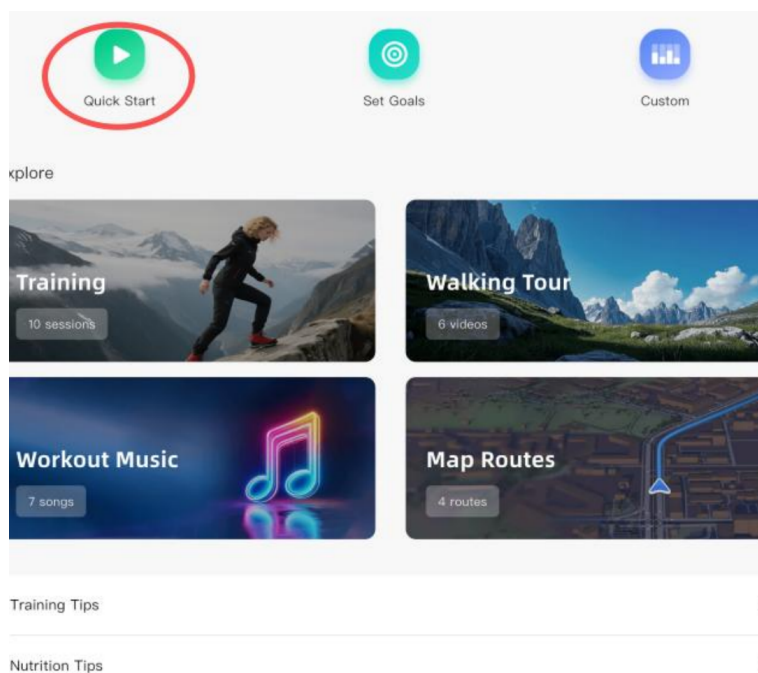 Quick Start
Set Goals
Custom
xplore
Training
10 sessions
Walking Tour
6 videos
Workout Music
7 songs
Map Routes
4 routes
Training Tips
Nutrition Tips